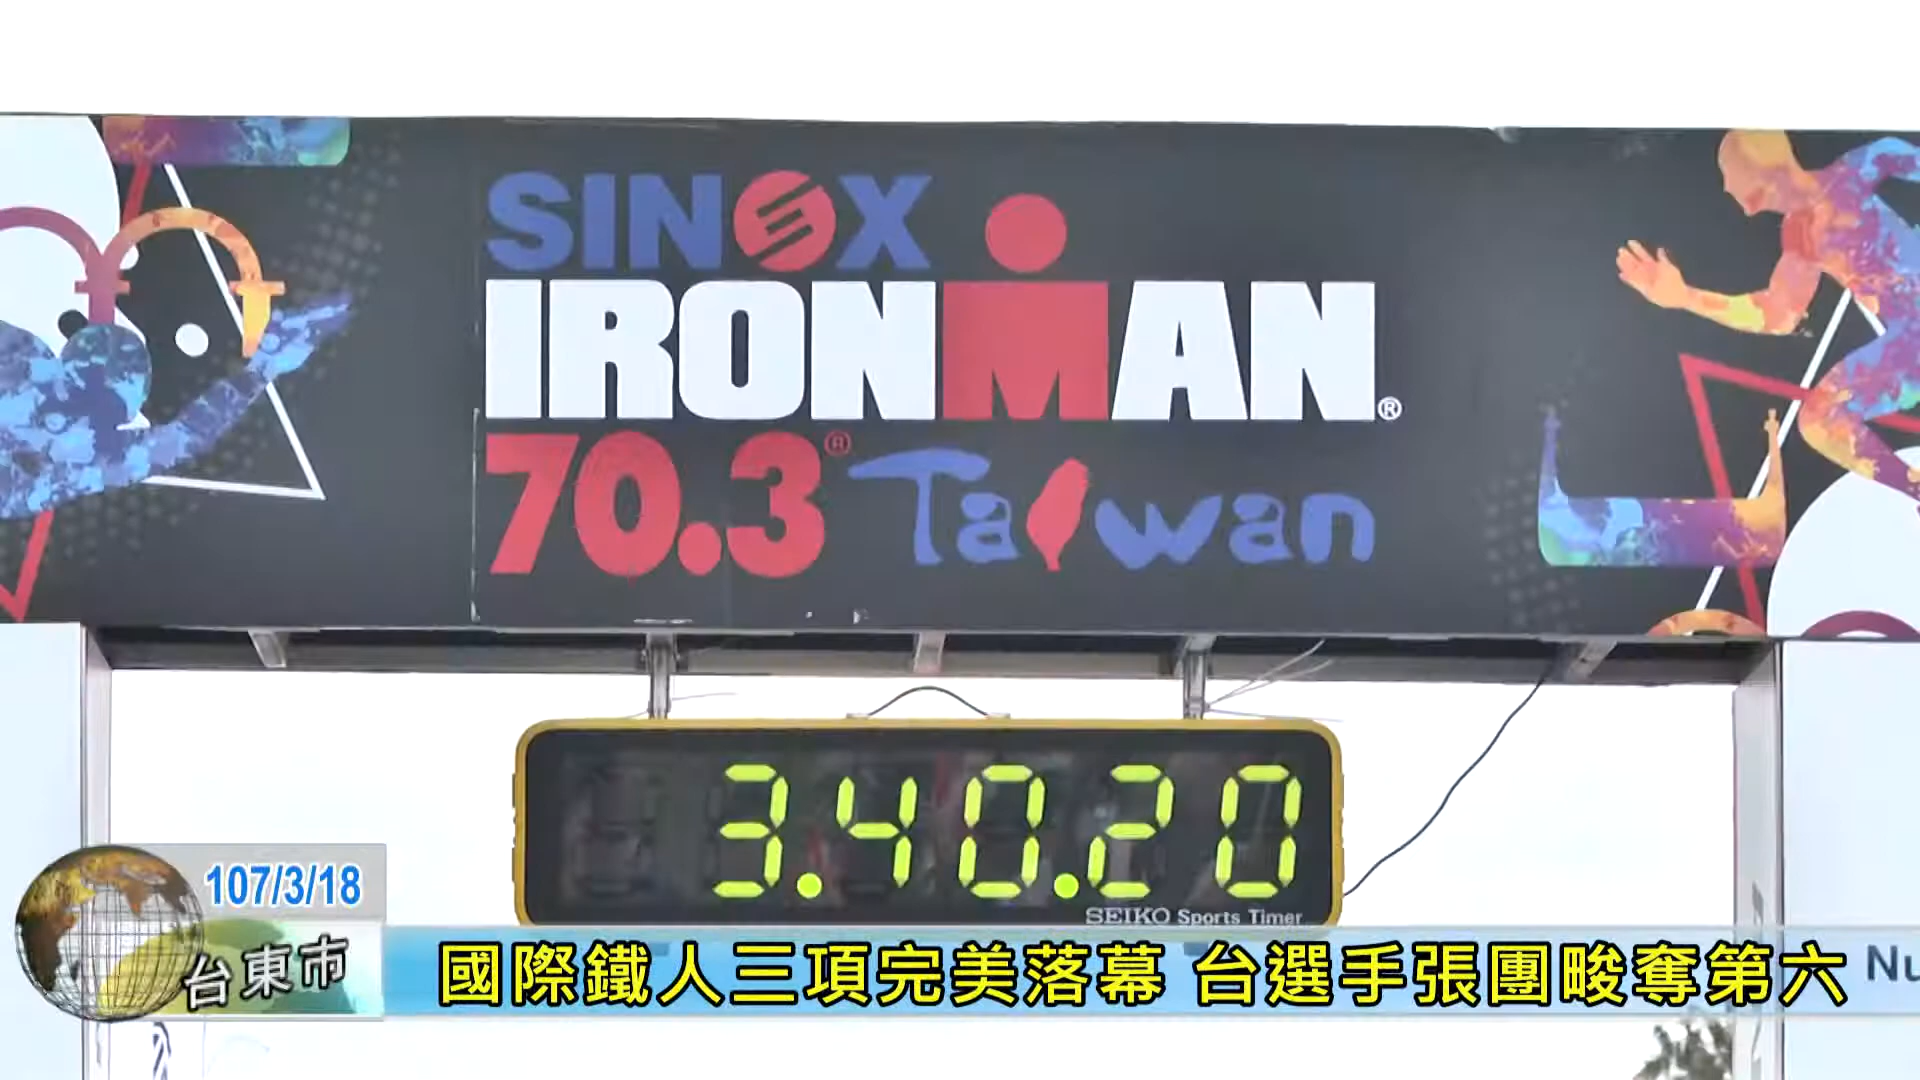 SINOX
IRONMAN®
70.3® Taiwan
3.40.20
SEIKO Sports Timer
107/3/18
台東市
國際鐵人三項完美落幕 台選手張團畯奪第六